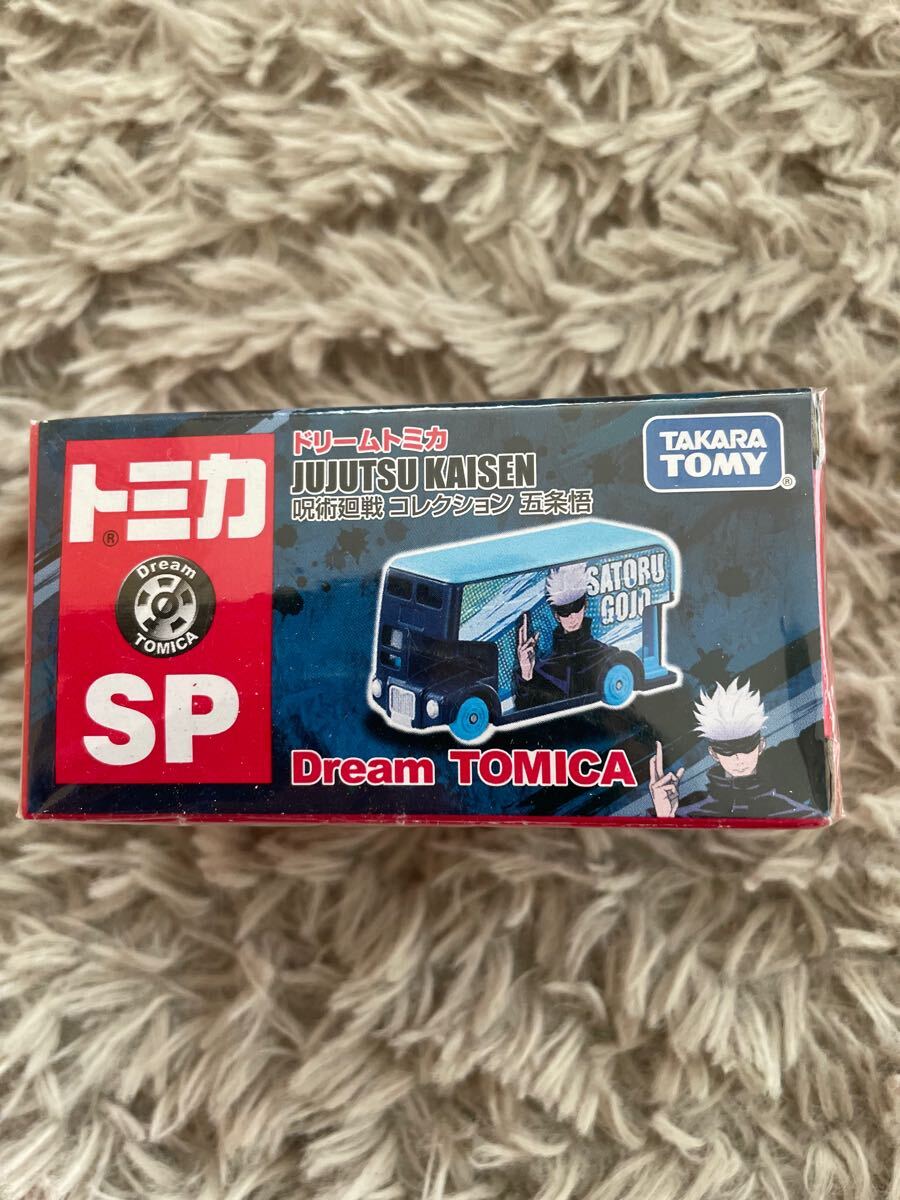 トミカ
®
Dream
TOMICA
SP
ドリームトミカ
JUJUTSU KAISEN
呪術廻戦 コレクション 五条悟
TAKARA
TOMY
®
SATORU
GOJO
Dream TOMICA